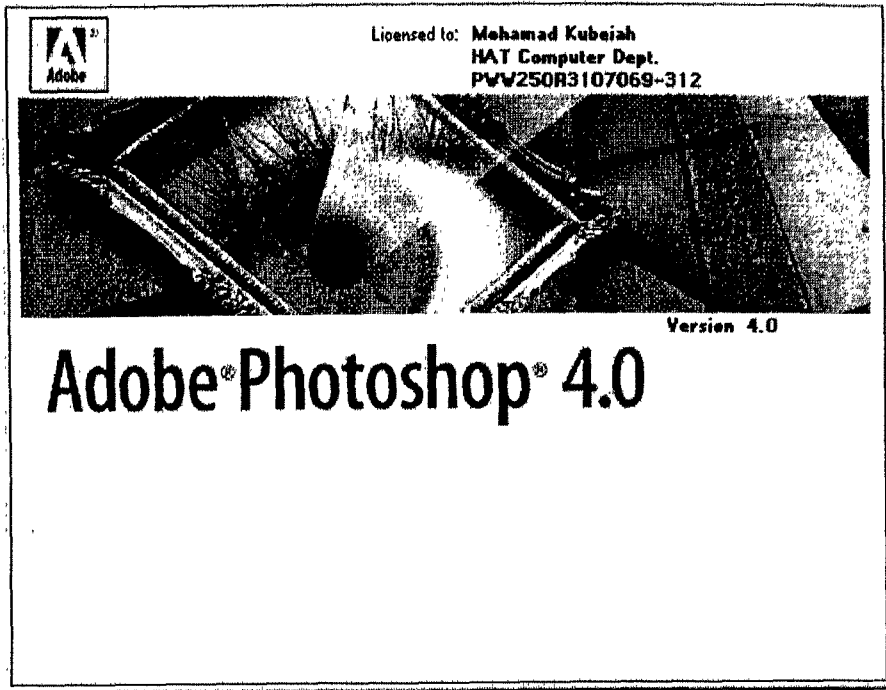 Adobe
Licensed to: Mohamad Kubeiah
HAT Computer Dept.
PWW250R3107069-312
Version 4.0
Adobe® Photoshop® 4.0